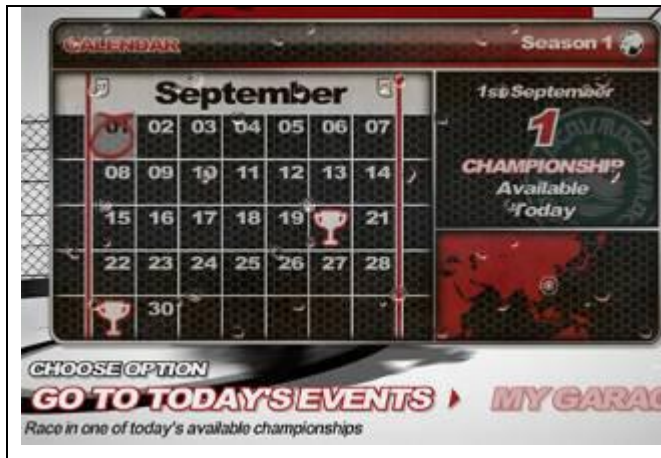 CALENDAR
Season 1
September
01 02 03 04 05 06 07
08 09 10 11 12 13 14
15 16 17 18 19 21
22 23 24 25 26 27 28
30
1st September
1
CHAMPIONSHIP
Available
Today
CHOOSE OPTION
GO TO TODAY'S EVENTS
MY GARAG
Race in one of today's available championships